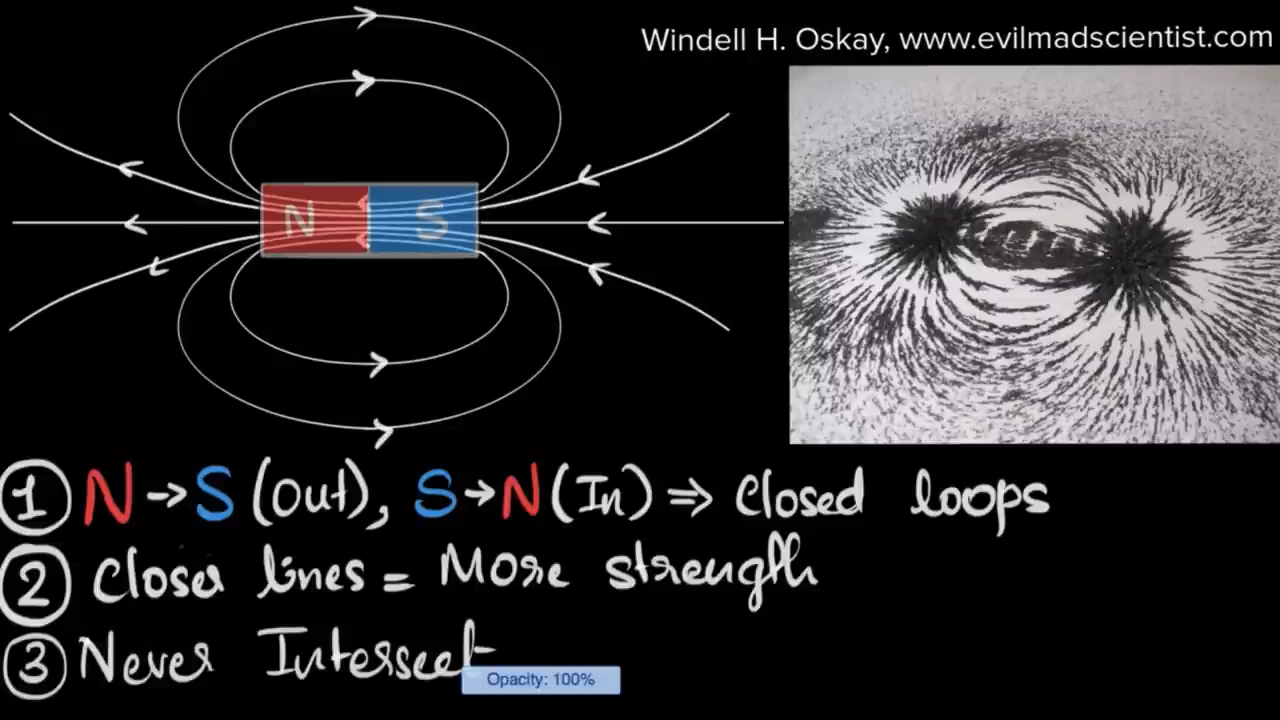 Windell H. Oskay, www.evilmadscientist.com
N S
① N → S (Out), S → N (In) ⇒ Closed loops
② Closer lines = More strength
③ Never Intersect
Opacity: 100%